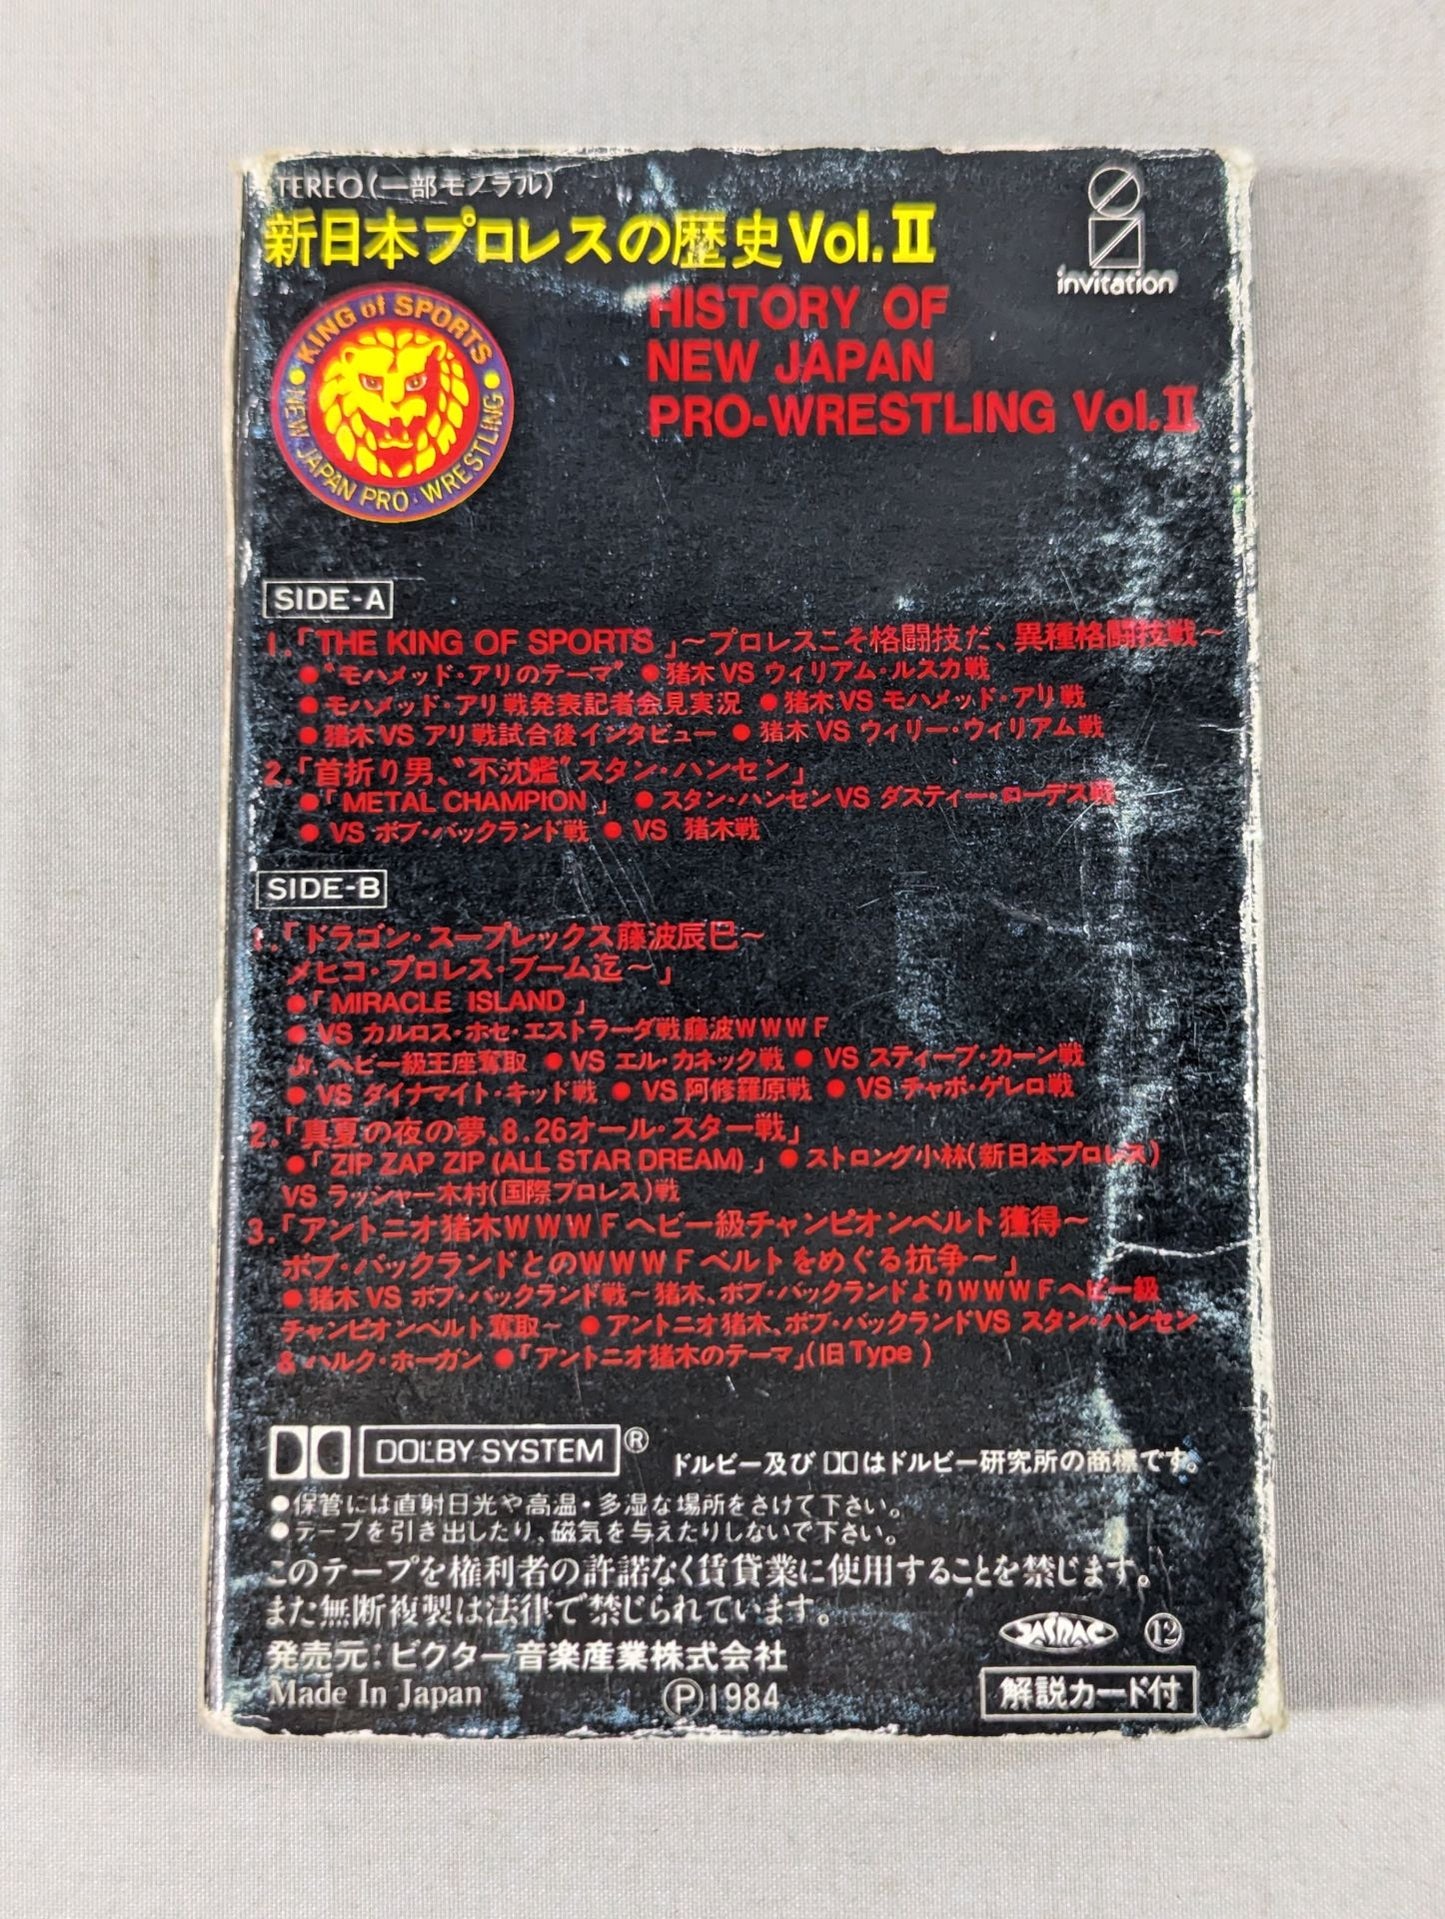 TEREO(一部モノラル)
新日本プロレスの歴史Vol.II
invitation
HISTORY OF
NEW JAPAN
PRO-WRESTLING Vol.II
KING of SPORTS
NEW JAPAN PRO・WRESTLING
SIDE-A
1.「THE KING OF SPORTS」〜プロレスこそ格闘技だ、異種格闘技戦〜
●“モハメッド・アリのテーマ” ●猪木VS ウィリアム・ルスカ戦
●モハメッド・アリ戦発表記者会見実況 ●猪木VS モハメッド・アリ戦
●猪木VS アリ戦試合後インタビュー ●猪木VS ウィリー・ウィリアム戦
2.「首折り男、“不沈艦”スタン・ハンセン」
●「METAL CHAMPION」 ●スタン・ハンセンVS ダスティー・ローデス戦
●VS ボブ・バックランド戦 ●VS 猪木戦
SIDE-B
1.「ドラゴン・スープレックス藤波辰巳〜
メヒコ・プロレス・ブーム迄〜」
●「MIRACLE ISLAND」
●VS カルロス・ホセ・エストラーダ戦藤波WWWF
Jr.ヘビー級王座奪取 ●VS エル・カネック戦 ●VS スティーブ・カーン戦
●VS ダイナマイト・キッド戦 ●VS 阿修羅原戦 ●VS チャボ・ゲレロ戦
2.「真夏の夜の夢、8.26オール・スター戦」
●「ZIP ZAP ZIP (ALL STAR DREAM)」 ●ストロング小林(新日本プロレス)
VS ラッシャー木村(国際プロレス)戦
3.「アントニオ猪木WWWFヘビー級チャンピオンベルト獲得〜
ボブ・バックランドとのWWWFベルトをめぐる抗争〜」
●猪木VS ボブ・バックランド戦〜猪木、ボブ・バックランドよりWWWFヘビー級
チャンピオンベルト奪取〜 ●アントニオ猪木、ボブ・バックランドVS スタン・ハンセン
& ハルク・ホーガン ●「アントニオ猪木のテーマ」(旧Type)
DOLBY SYSTEM® ドルビー及び DDはドルビー研究所の商標です。
●保管には直射日光や高温・多湿な場所をさけて下さい。
●テープを引き出したり、磁気を与えたりしないで下さい。
このテープを権利者の許諾なく賃貸業に使用することを禁じます。
また無断複製は法律で禁じられています。
JASRAC ⑫
発売元:ビクター音楽産業株式会社
Made In Japan Ⓟ1984
解説カード付